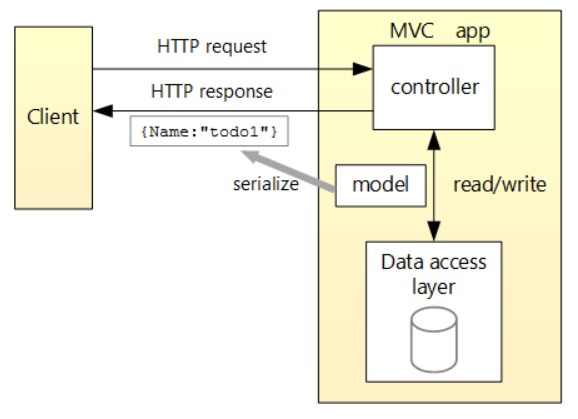 MVC app
HTTP request
controller
HTTP response
Client
{Name:"todo1"}
serialize
model
read/write
Data access
layer